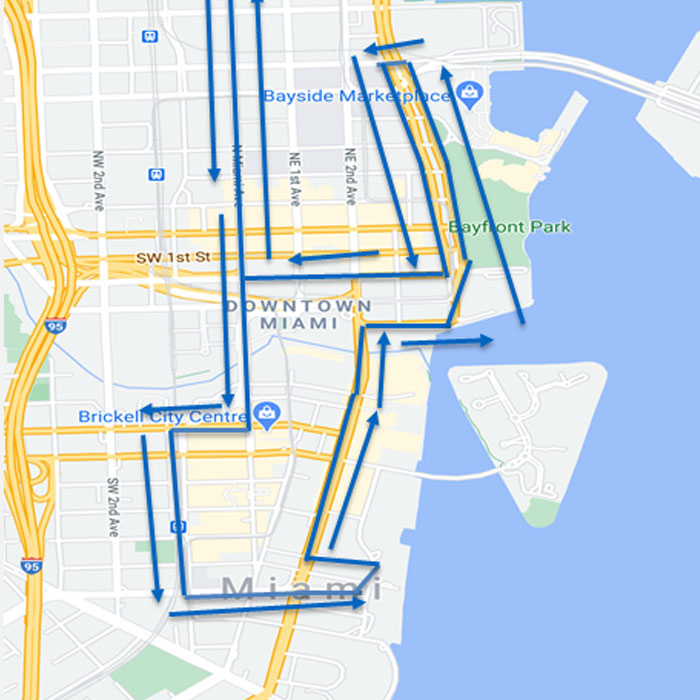 Bayside Marketplace
NW 2nd Ave
N Miami Ave
NE 1st Ave
NE 2nd Ave
Bayfront Park
SW 1st St
DOWNTOWN
MIAMI
95
Brickell City Centre
SW 2nd Ave
95
Miami